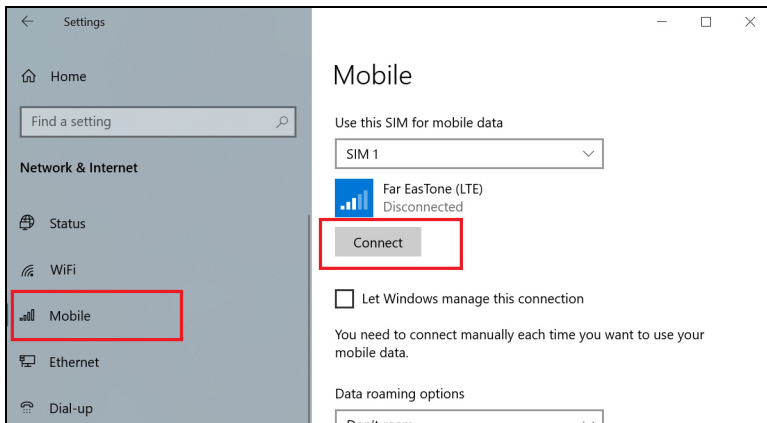 Settings
Home
Find a setting
Network & Internet
Status
WiFi
Mobile
Ethernet
Dial-up
Mobile
Use this SIM for mobile data
SIM 1
Far EasTone (LTE)
Disconnected
Connect
Let Windows manage this connection
You need to connect manually each time you want to use your
mobile data.
Data roaming options
Don't roam